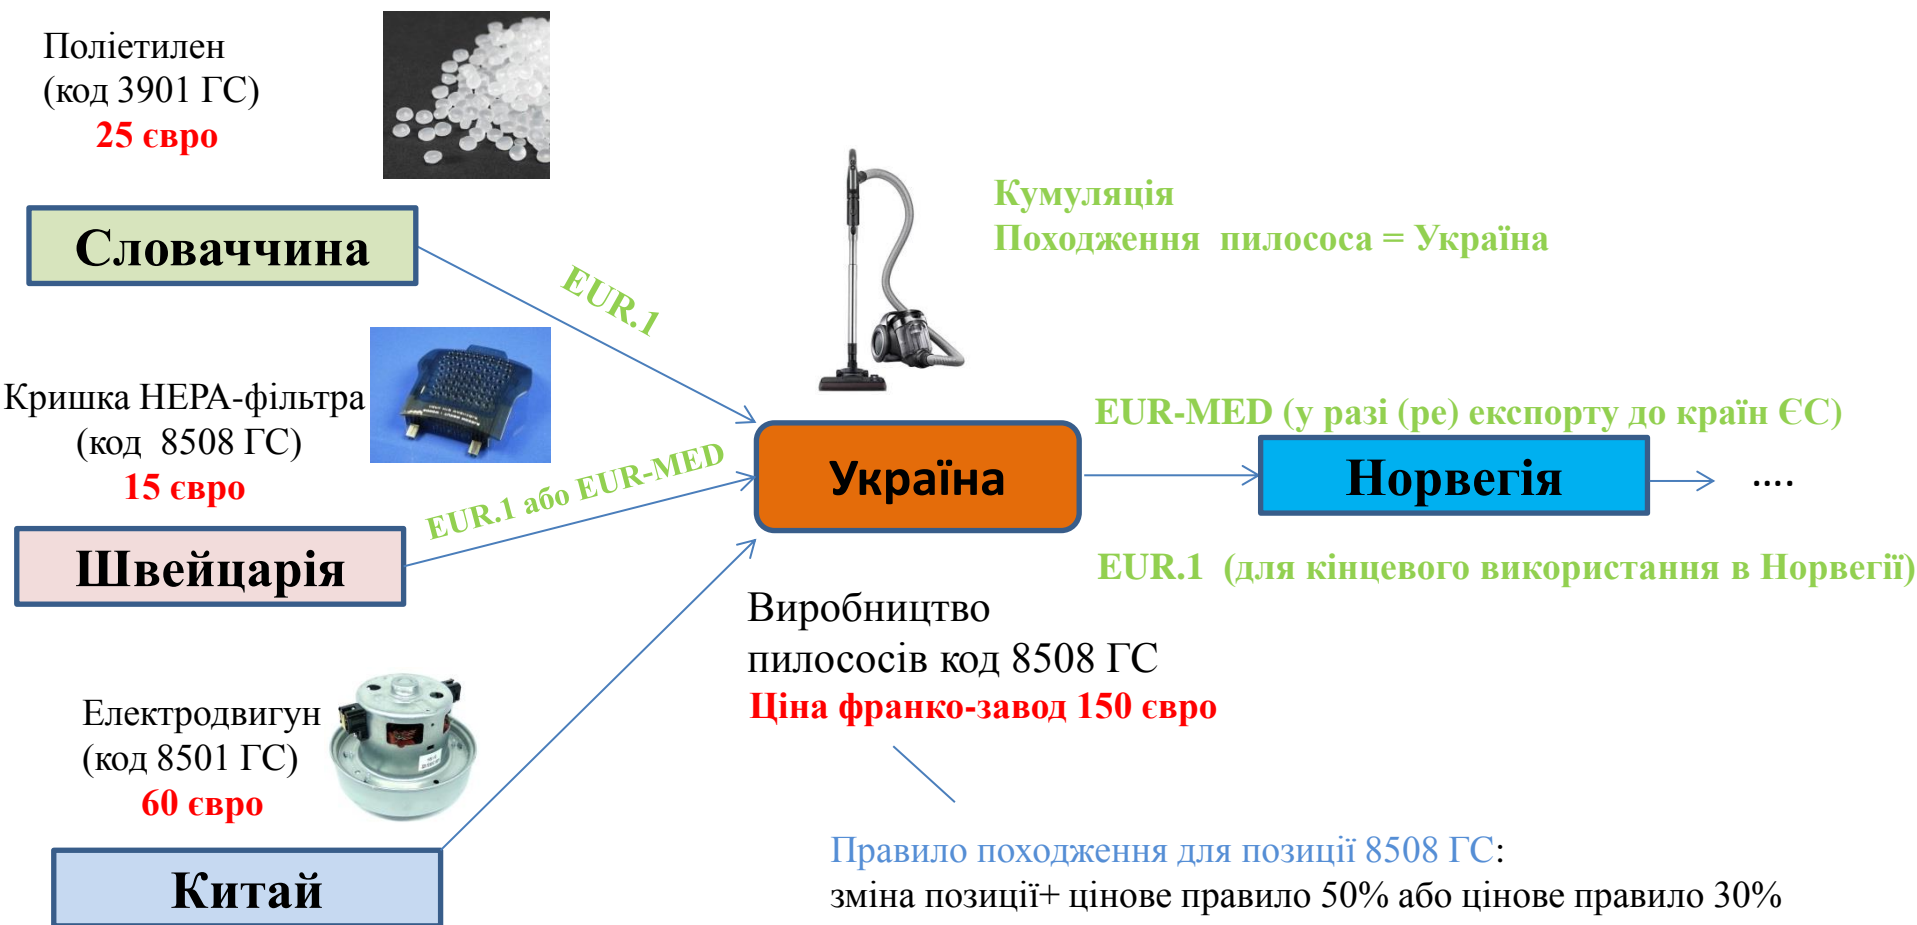 Поліетилен
(код 3901 ГС)
25 євро
Словаччина
EUR.1
Кумуляція
Походження пилососа = Україна
Кришка HEPA-фільтра
(код 8508 ГС)
15 євро
Швейцарія
EUR.1 або EUR-MED
Україна
EUR-MED (у разі (ре) експорту до країн ЄС)
Норвегія
....
EUR.1 (для кінцевого використання в Норвегії)
Виробництво
пилососів код 8508 ГС
Ціна франко-завод 150 євро
Електродвигун
(код 8501 ГС)
60 євро
Китай
Правило походження для позиції 8508 ГС:
зміна позиції+ цінове правило 50% або цінове правило 30%